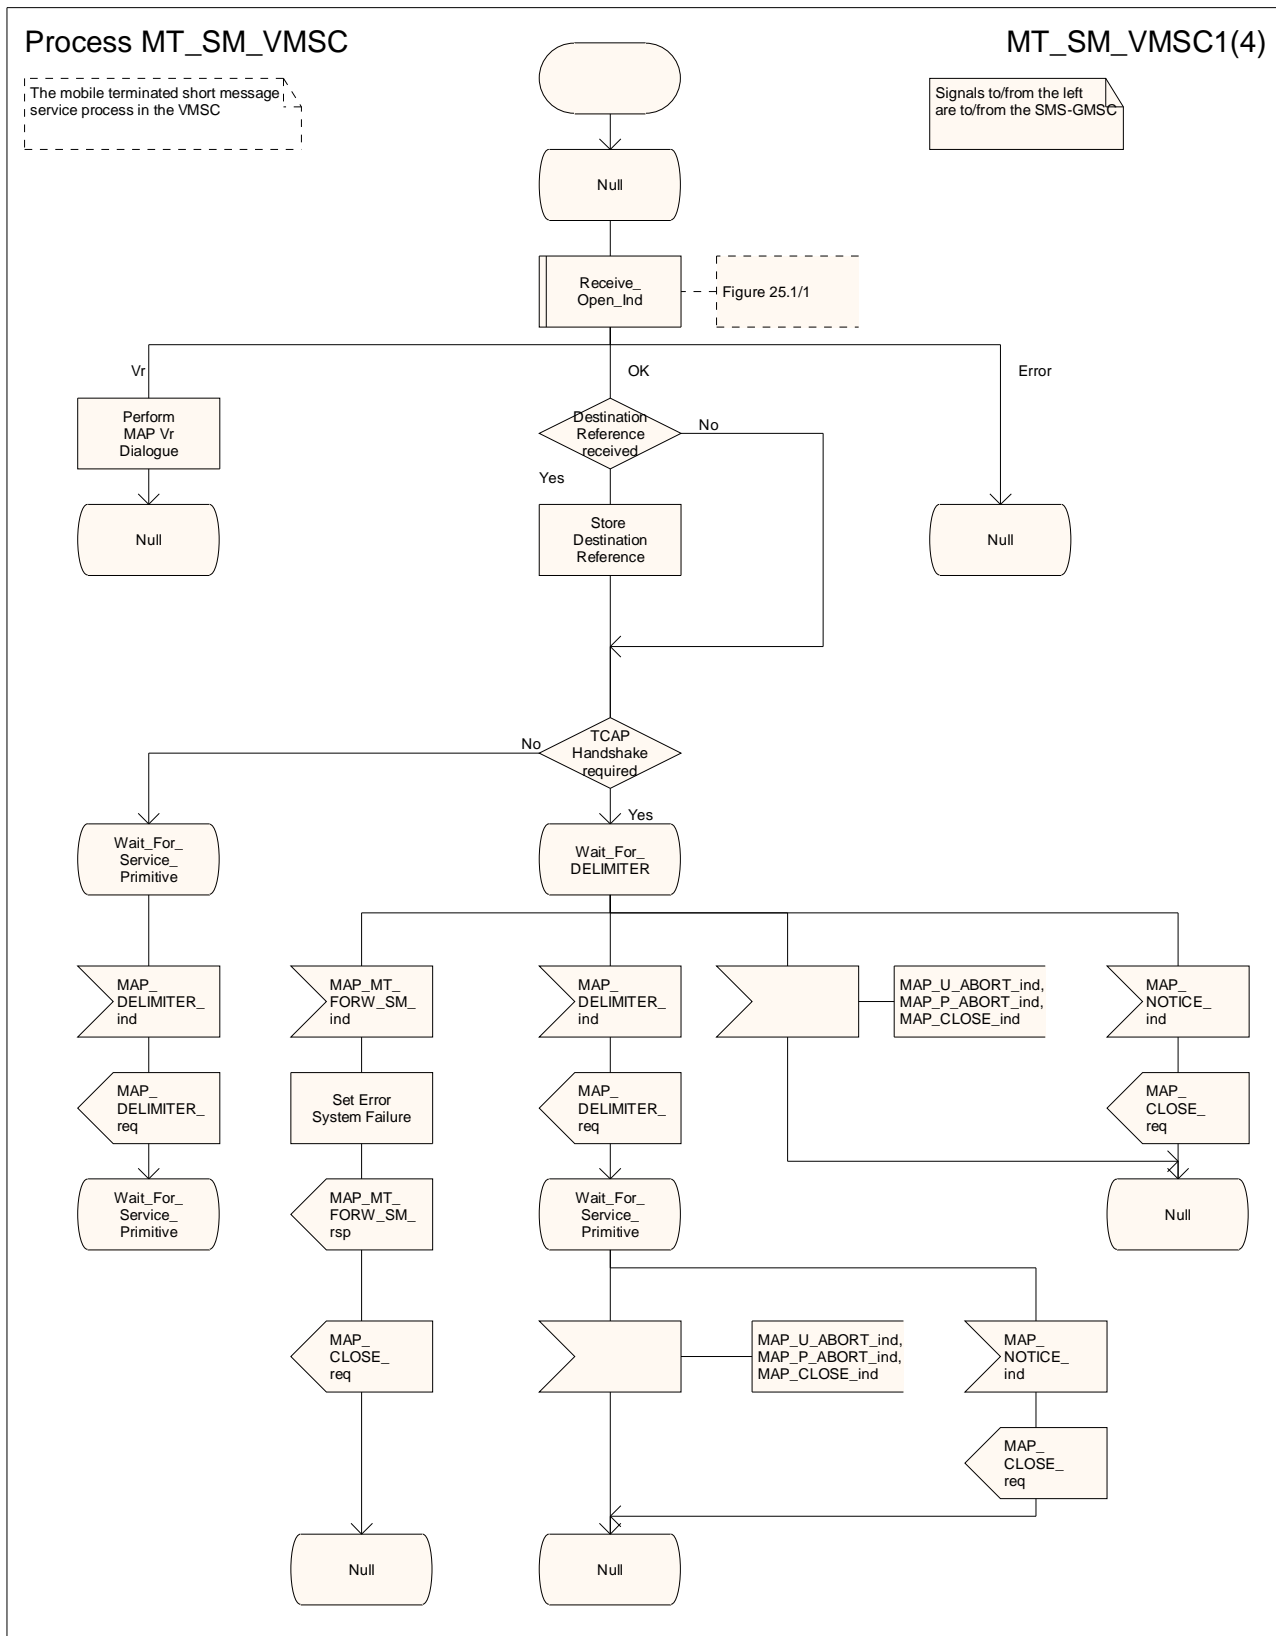 Process MT_SM_VMSC
MT_SM_VMSC1(4)
The mobile terminated short message
service process in the VMSC
Signals to/from the left
are to/from the SMS-GMSC
Null
Receive_
Open_Ind
Figure 25.1/1
Vr
OK
Error
Perform
MAP Vr
Dialogue
Destination
Reference
received
No
Yes
Null
Store
Destination
Reference
Null
TCAP
Handshake
required
No
Yes
Wait_For_
Service_
Primitive
Wait_For_
DELIMITER
MAP_
DELIMITER_
ind
MAP_MT_
FORW_SM_
ind
MAP_
DELIMITER_
ind
MAP_U_ABORT_ind,
MAP_P_ABORT_ind,
MAP_CLOSE_ind
MAP_
NOTICE_
ind
MAP_
DELIMITER_
req
Set Error
System Failure
MAP_
DELIMITER_
req
MAP_
CLOSE_
req
Wait_For_
Service_
Primitive
MAP_MT_
FORW_SM_
rsp
Wait_For_
Service_
Primitive
Null
MAP_
CLOSE_
req
MAP_U_ABORT_ind,
MAP_P_ABORT_ind,
MAP_CLOSE_ind
MAP_
NOTICE_
ind
MAP_
CLOSE_
req
Null
Null